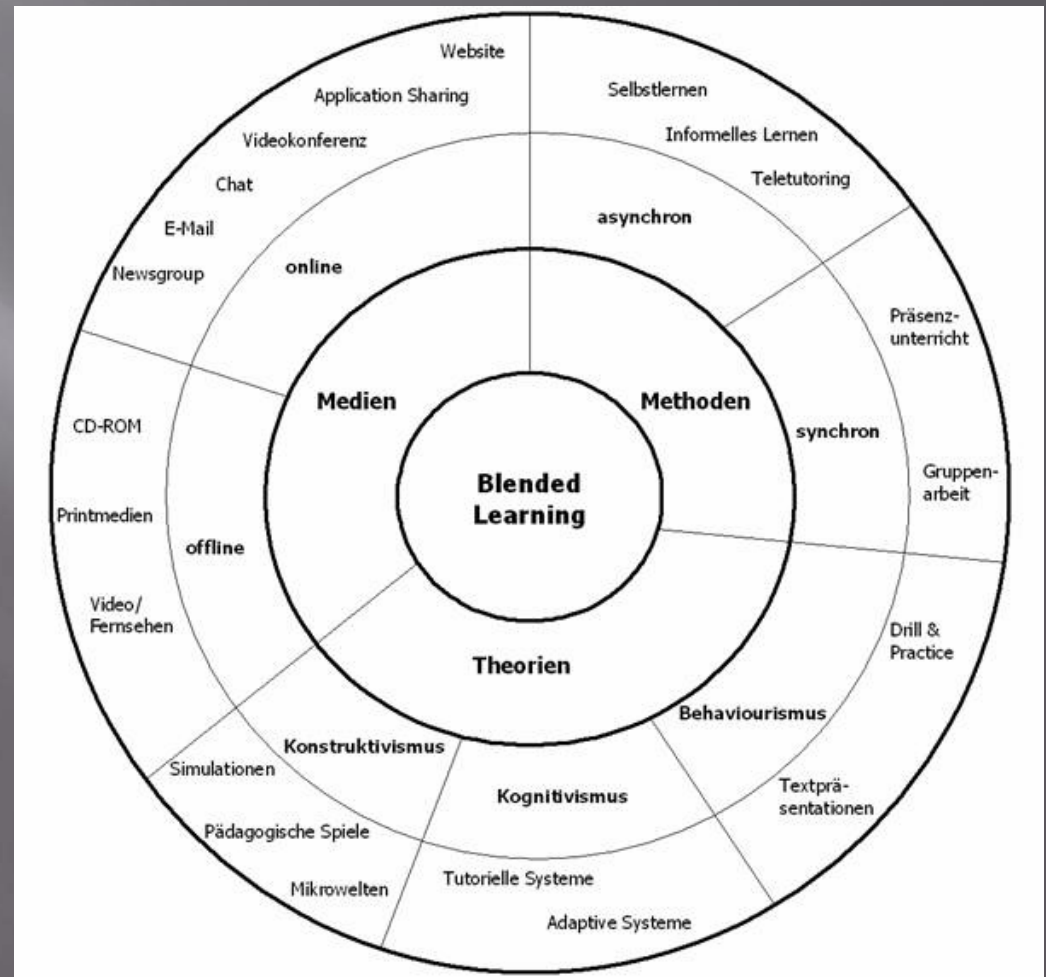 Website
Application Sharing
Videokonferenz
Chat
E-Mail
Newsgroup
online
Selbstlernen
Informelles Lernen
Teletutoring
asynchron
Präsenz-
unterricht
synchron
Gruppen-
arbeit
Medien
Methoden
Blended
Learning
Theorien
CD-ROM
Printmedien
Video/
Fernsehen
offline
Drill &
Practice
Textprä-
sentationen
Behaviourismus
Konstruktivismus
Simulationen
Pädagogische Spiele
Mikrowelten
Kognitivismus
Tutorielle Systeme
Adaptive Systeme